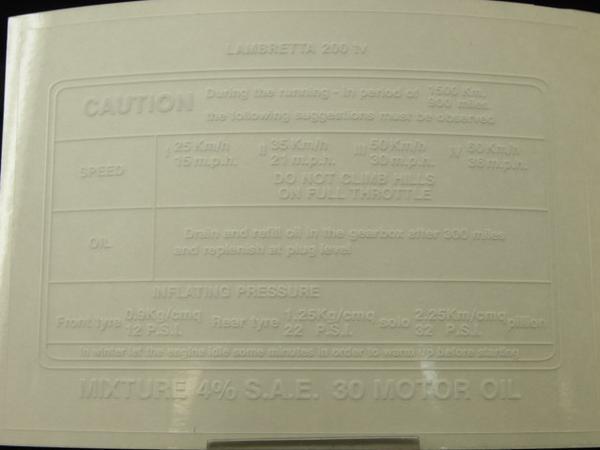 LAMBRETTA 200 tv
CAUTION During the running - in period of 1500 Km. 900 miles.
the following suggestions must be observed
SPEED I 25 Km/h 15 m.p.h. II 35 Km/h 21 m.p.h. III 50 Km/h 30 m.p.h. IV 60 Km/h 36 m.p.h.
DO NOT CLIMB HILLS
ON FULL THROTTLE
OIL Drain and refill oil in the gearbox after 300 miles
and replenish at plug level
INFLATING PRESSURE
Front tyre 0.9Kg/cmq 12 P.S.I. Rear tyre 1.25Kg/cmq 22 P.S.I. solo 2.25Km/cmq 32 P.S.I. pillion
In winter let the engine idle some minutes in order to warm up before starting
MIXTURE 4% S.A.E. 30 MOTOR OIL